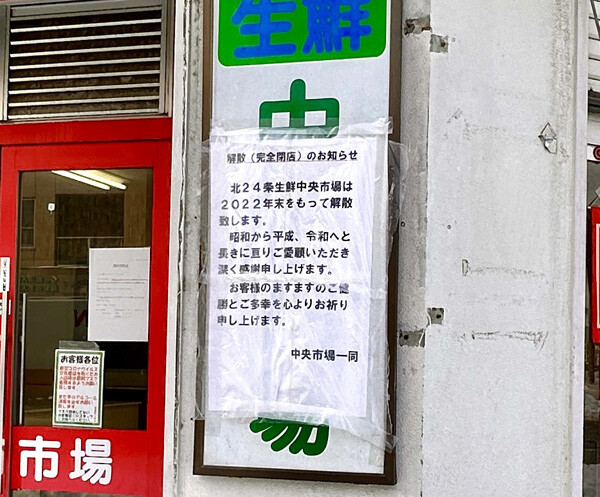 生鮮
中
解散（完全閉店）のお知らせ
北２４条生鮮中央市場は
２０２２年末をもって解散
致します。
昭和から平成、令和へと
長きに亘りご愛顧いただき
深く感謝申し上げます。
お客様のますますのご健
勝とご多幸を心よりお祈り
申し上げます。
中央市場一同
場
お客様各位
市場